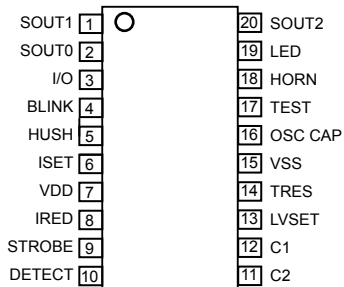 SOUT1 1 20 SOUT2
SOUT0 2 19 LED
I/O 3 18 HORN
BLINK 4 17 TEST
HUSH 5 16 OSC CAP
ISET 6 15 VSS
VDD 7 14 TRES
IRED 8 13 LVSET
STROBE 9 12 C1
DETECT 10 11 C2